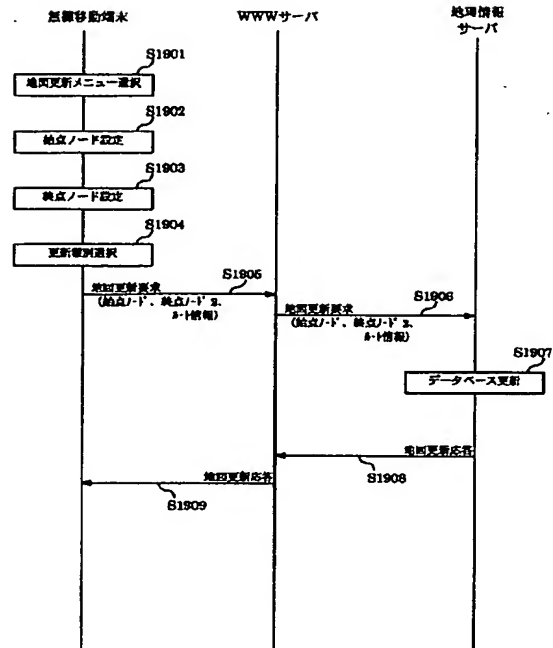 無線移動端末
WWWサーバ
地理情報
サーバ
S1901
地図更新メニュー選択
S1902
始点ノード設定
S1903
終点ノード設定
S1904
更新種別選択
S1905
地図更新要求
(始点ノード、終点ノード2、
ルート情報)
S1906
地図更新要求
(始点ノード、終点ノード2、
ルート情報)
S1907
データベース更新
地図更新応答
S1908
地図更新応答
S1909